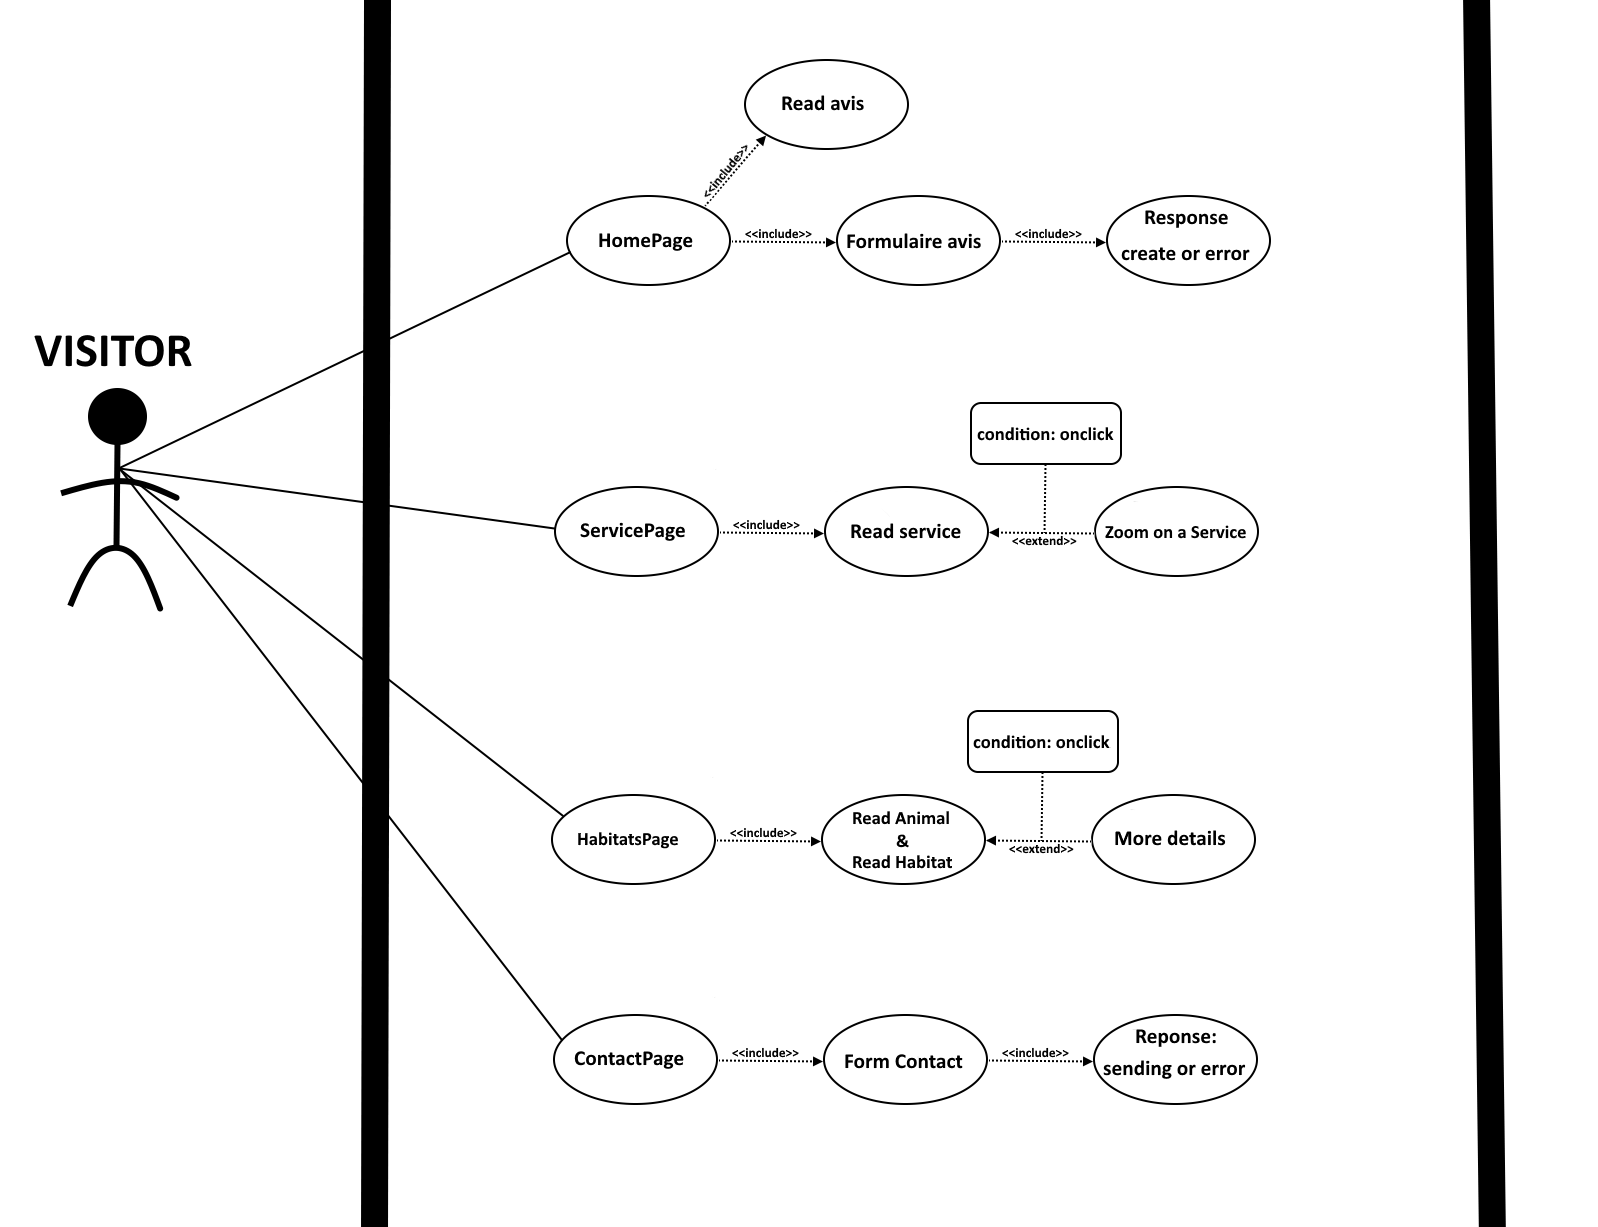 Read avis
<<include>>
HomePage
<<include>>
Formulaire avis
<<include>>
Response
create or error
VISITOR
condition: onclick
ServicePage
<<include>>
Read service
<<extend>>
Zoom on a Service
condition: onclick
HabitatsPage
<<include>>
Read Animal
&
Read Habitat
<<extend>>
More details
ContactPage
<<include>>
Form Contact
<<include>>
Reponse:
sending or error